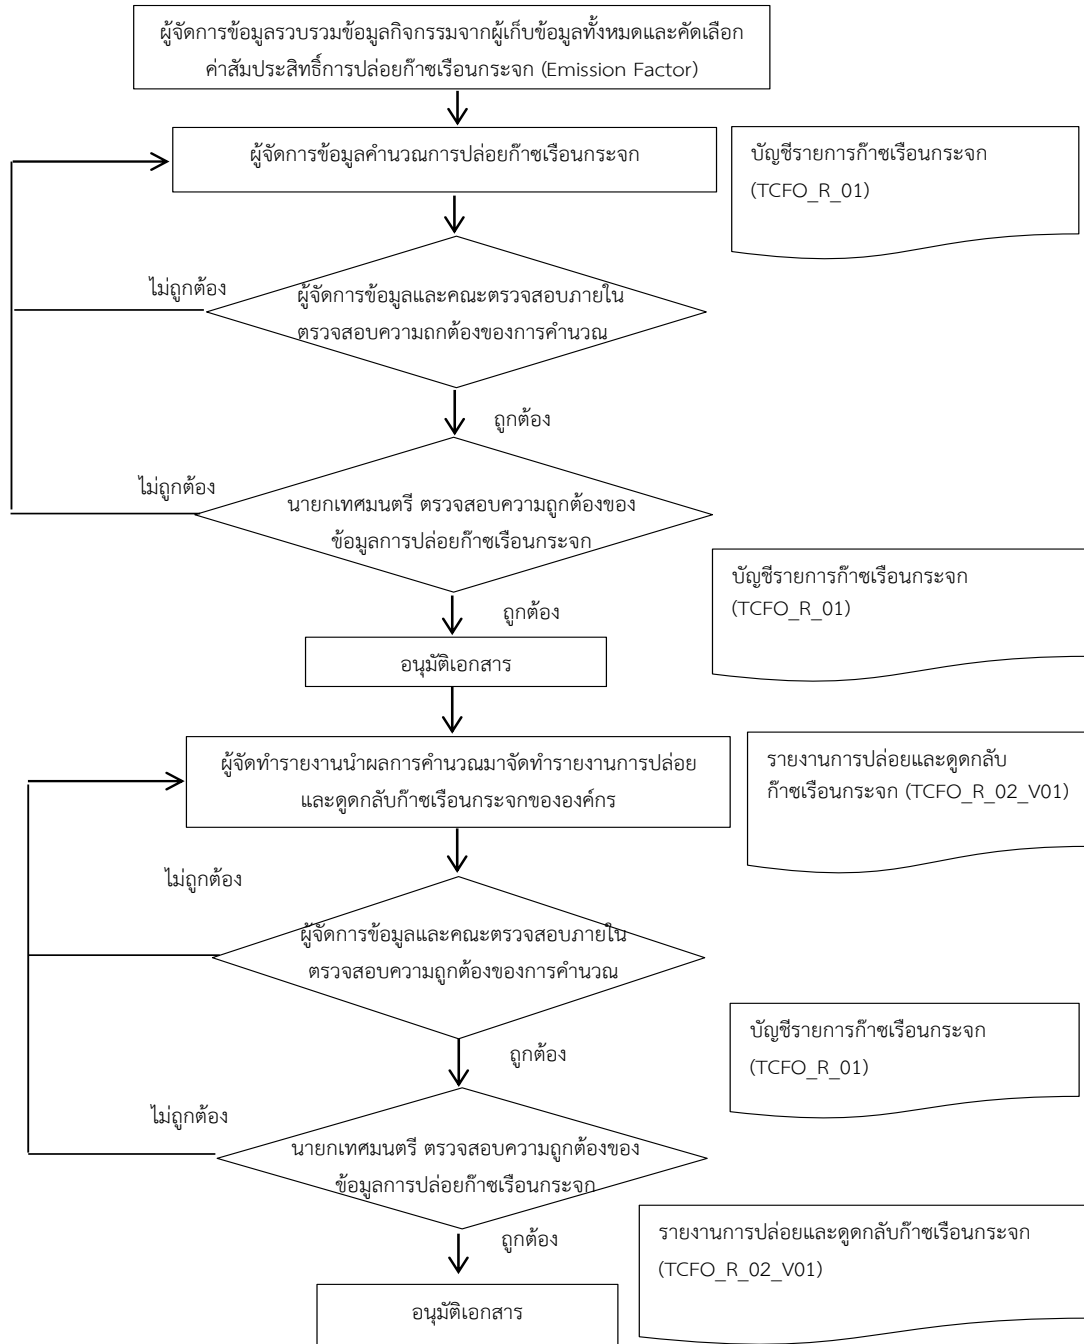 ผู้จัดการข้อมูลรวบรวมข้อมูลกิจกรรมจากผู้เก็บข้อมูลทั้งหมดและคัดเลือก
ค่าสัมประสิทธิ์การปล่อยก๊าซเรือนกระจก (Emission Factor)
ผู้จัดการข้อมูลคำนวณการปล่อยก๊าซเรือนกระจก
บัญชีรายการก๊าซเรือนกระจก
(TCFO_R_01)
ไม่ถูกต้อง
ผู้จัดการข้อมูลและคณะตรวจสอบภายใน
ตรวจสอบความถกต้องของการคำนวณ
ถูกต้อง
ไม่ถูกต้อง
นายกเทศมนตรี ตรวจสอบความถูกต้องของ
ข้อมูลการปล่อยก๊าซเรือนกระจก
บัญชีรายการก๊าซเรือนกระจก
(TCFO_R_01)
ถูกต้อง
อนุมัติเอกสาร
ผู้จัดทำรายงานนำผลการคำนวณมาจัดทำรายงานการปล่อย
และดูดกลับก๊าซเรือนกระจกขององค์กร
รายงานการปล่อยและดูดกลับ
ก๊าซเรือนกระจก (TCFO_R_02_V01)
ไม่ถูกต้อง
ผู้จัดการข้อมูลและคณะตรวจสอบภายใน
ตรวจสอบความถูกต้องของการคำนวณ
บัญชีรายการก๊าซเรือนกระจก
(TCFO_R_01)
ถูกต้อง
ไม่ถูกต้อง
นายกเทศมนตรี ตรวจสอบความถูกต้องของ
ข้อมูลการปล่อยก๊าซเรือนกระจก
รายงานการปล่อยและดูดกลับก๊าซเรือนกระจก
(TCFO_R_02_V01)
ถูกต้อง
อนุมัติเอกสาร